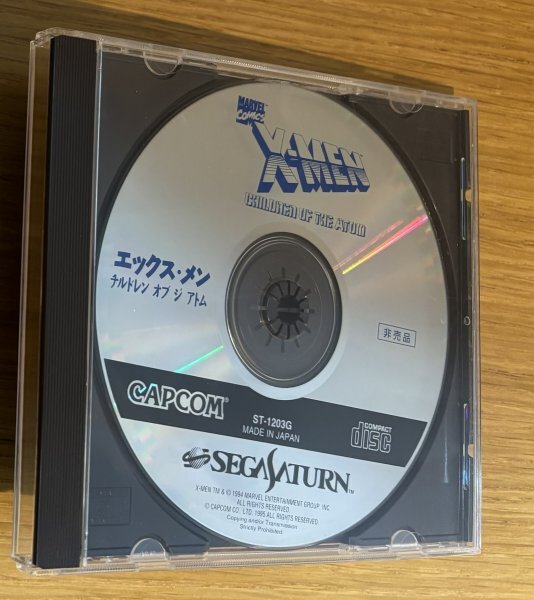 MARVEL
COMICS
X-MEN
CHILDREN OF THE ATOM
エックス・メン
チルドレン オブ ジ アトム
非売品
CAPCOM®
ST-1203G
MADE IN JAPAN
COMPACT
disc
SEGASATURN™
X-MEN TM & © 1994 MARVEL ENTERTAINMENT GROUP, INC.
ALL RIGHTS RESERVED.
© CAPCOM CO., LTD. 1995 ALL RIGHTS RESERVED.
Copying and/or Transmission
Strictly Prohibited.